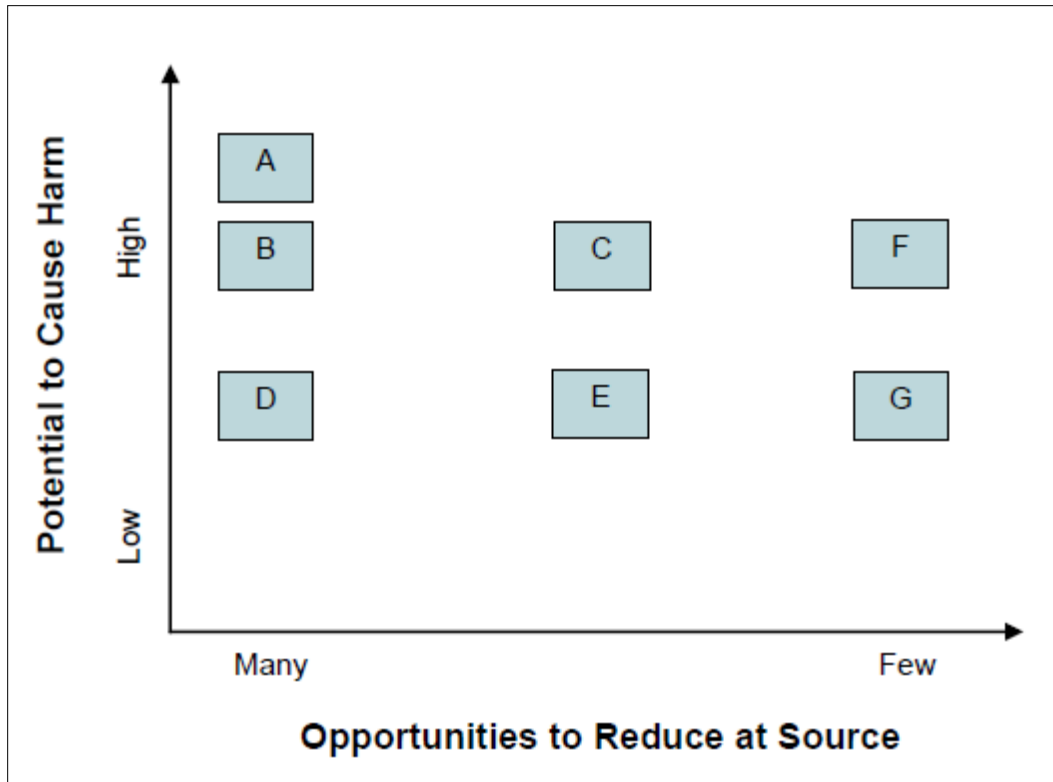 Potential to Cause Harm
High
Low
A
B
C
F
D
E
G
Many
Few
Opportunities to Reduce at Source